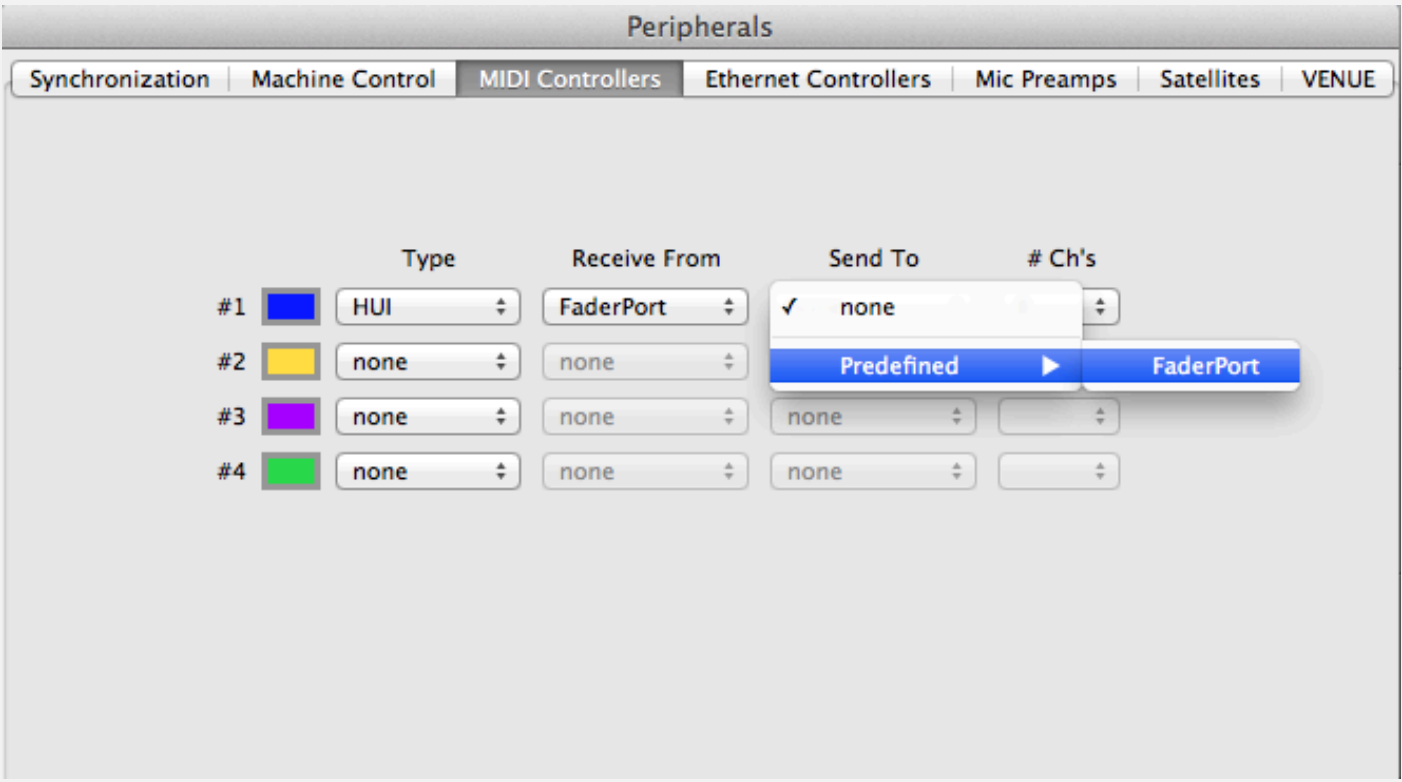 Peripherals
Synchronization Machine Control MIDI Controllers Ethernet Controllers Mic Preamps Satellites VENUE
Type Receive From Send To # Ch's
#1 HUI FaderPort ✓ none
#2 none none Predefined ▶ FaderPort
#3 none none none
#4 none none none